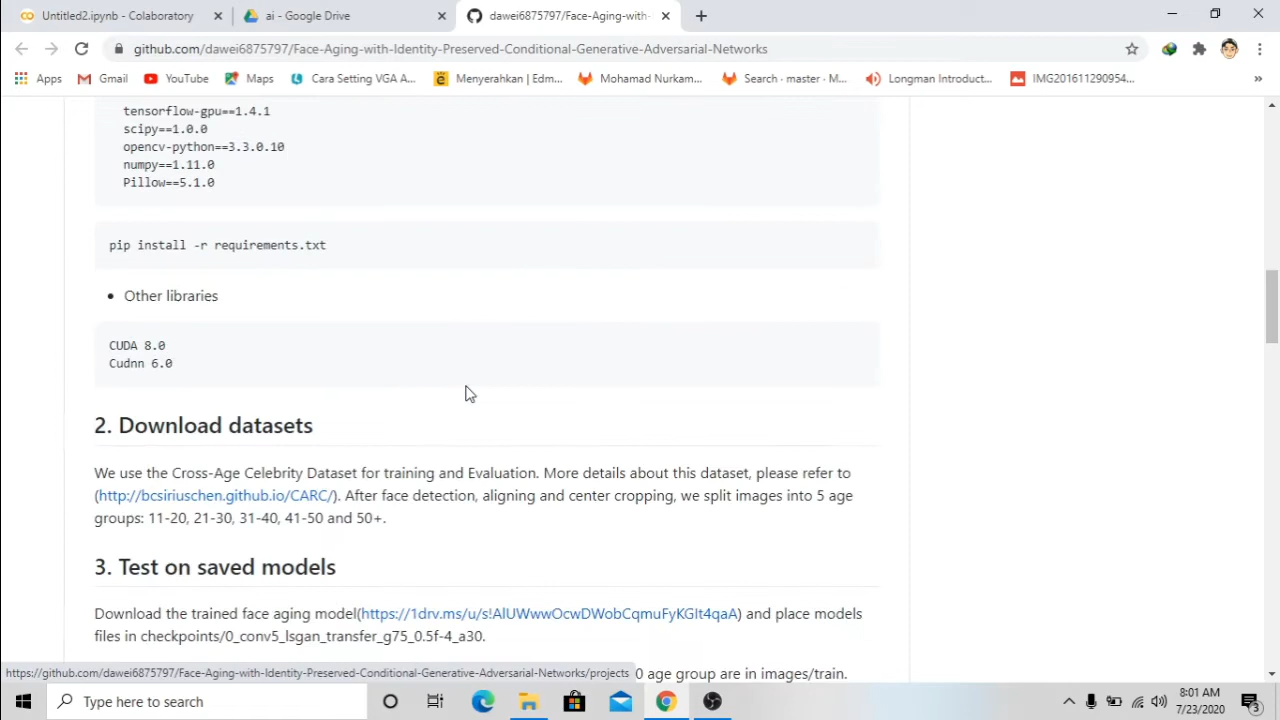 Untitled2.ipynb - Colaboratory
ai - Google Drive
dawei6875797/Face-Aging-with-
github.com/dawei6875797/Face-Aging-with-Identity-Preserved-Conditional-Generative-Adversarial-Networks
Apps
Gmail
YouTube
Maps
Cara Setting VGA A...
Menyerahkan | Edm...
Mohamad Nurkam...
Search · master · M...
Longman Introduct...
IMG201611290954...
»
tensorflow-gpu==1.4.1
scipy==1.0.0
opencv-python==3.3.0.10
numpy==1.11.0
Pillow==5.1.0
pip install -r requirements.txt
• Other libraries
CUDA 8.0
Cudnn 6.0
2. Download datasets
We use the Cross-Age Celebrity Dataset for training and Evaluation. More details about this dataset, please refer to
(http://bcsiriuschen.github.io/CARC/). After face detection, aligning and center cropping, we split images into 5 age
groups: 11-20, 21-30, 31-40, 41-50 and 50+.
3. Test on saved models
Download the trained face aging model(https://1drv.ms/u/s!AlUWwwOcwDWobCqmuFyKGIt4qaA) and place models
files in checkpoints/0_conv5_lsgan_transfer_g75_0.5f-4_a30.
https://github.com/dawei6875797/Face-Aging-with-Identity-Preserved-Conditional-Generative-Adversarial-Networks/projects
0 age group are in images/train.
Type here to search
8:01 AM
7/23/2020
3